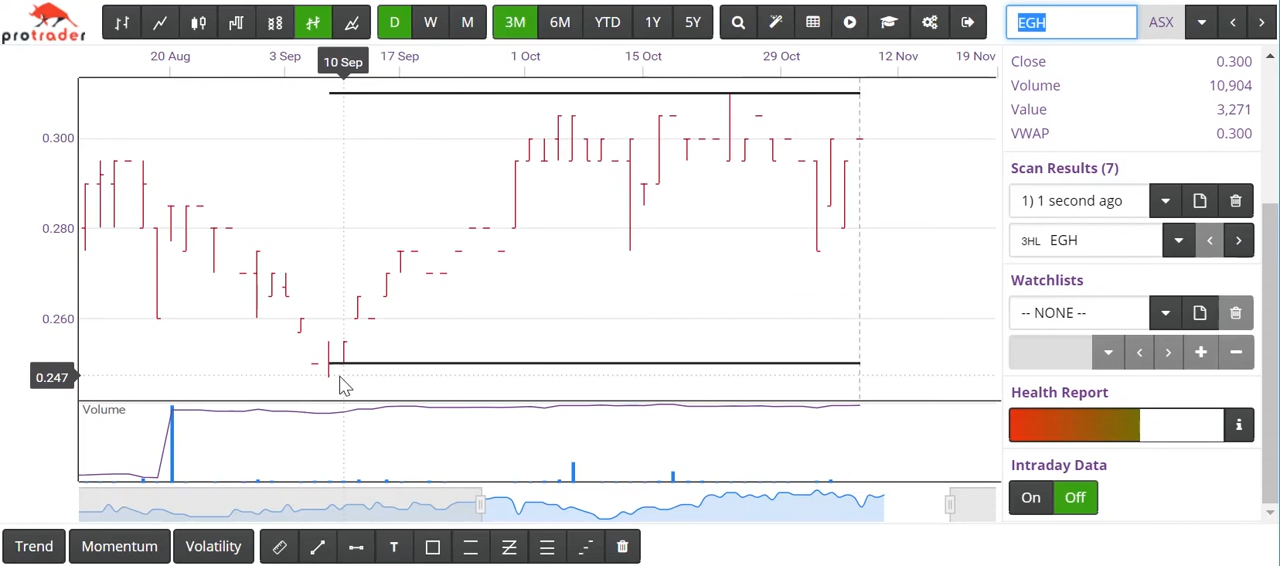 protrader
D W M 3M 6M YTD 1Y 5Y
EGH ASX
20 Aug 3 Sep 10 Sep 17 Sep 1 Oct 15 Oct 29 Oct 12 Nov 19 Nov
0.300
0.280
0.260
0.247
Volume
Close 0.300
Volume 10,904
Value 3,271
VWAP 0.300
Scan Results (7)
1) 1 second ago
3HL EGH
Watchlists
-- NONE --
Health Report
Intraday Data
On Off
Trend Momentum Volatility T